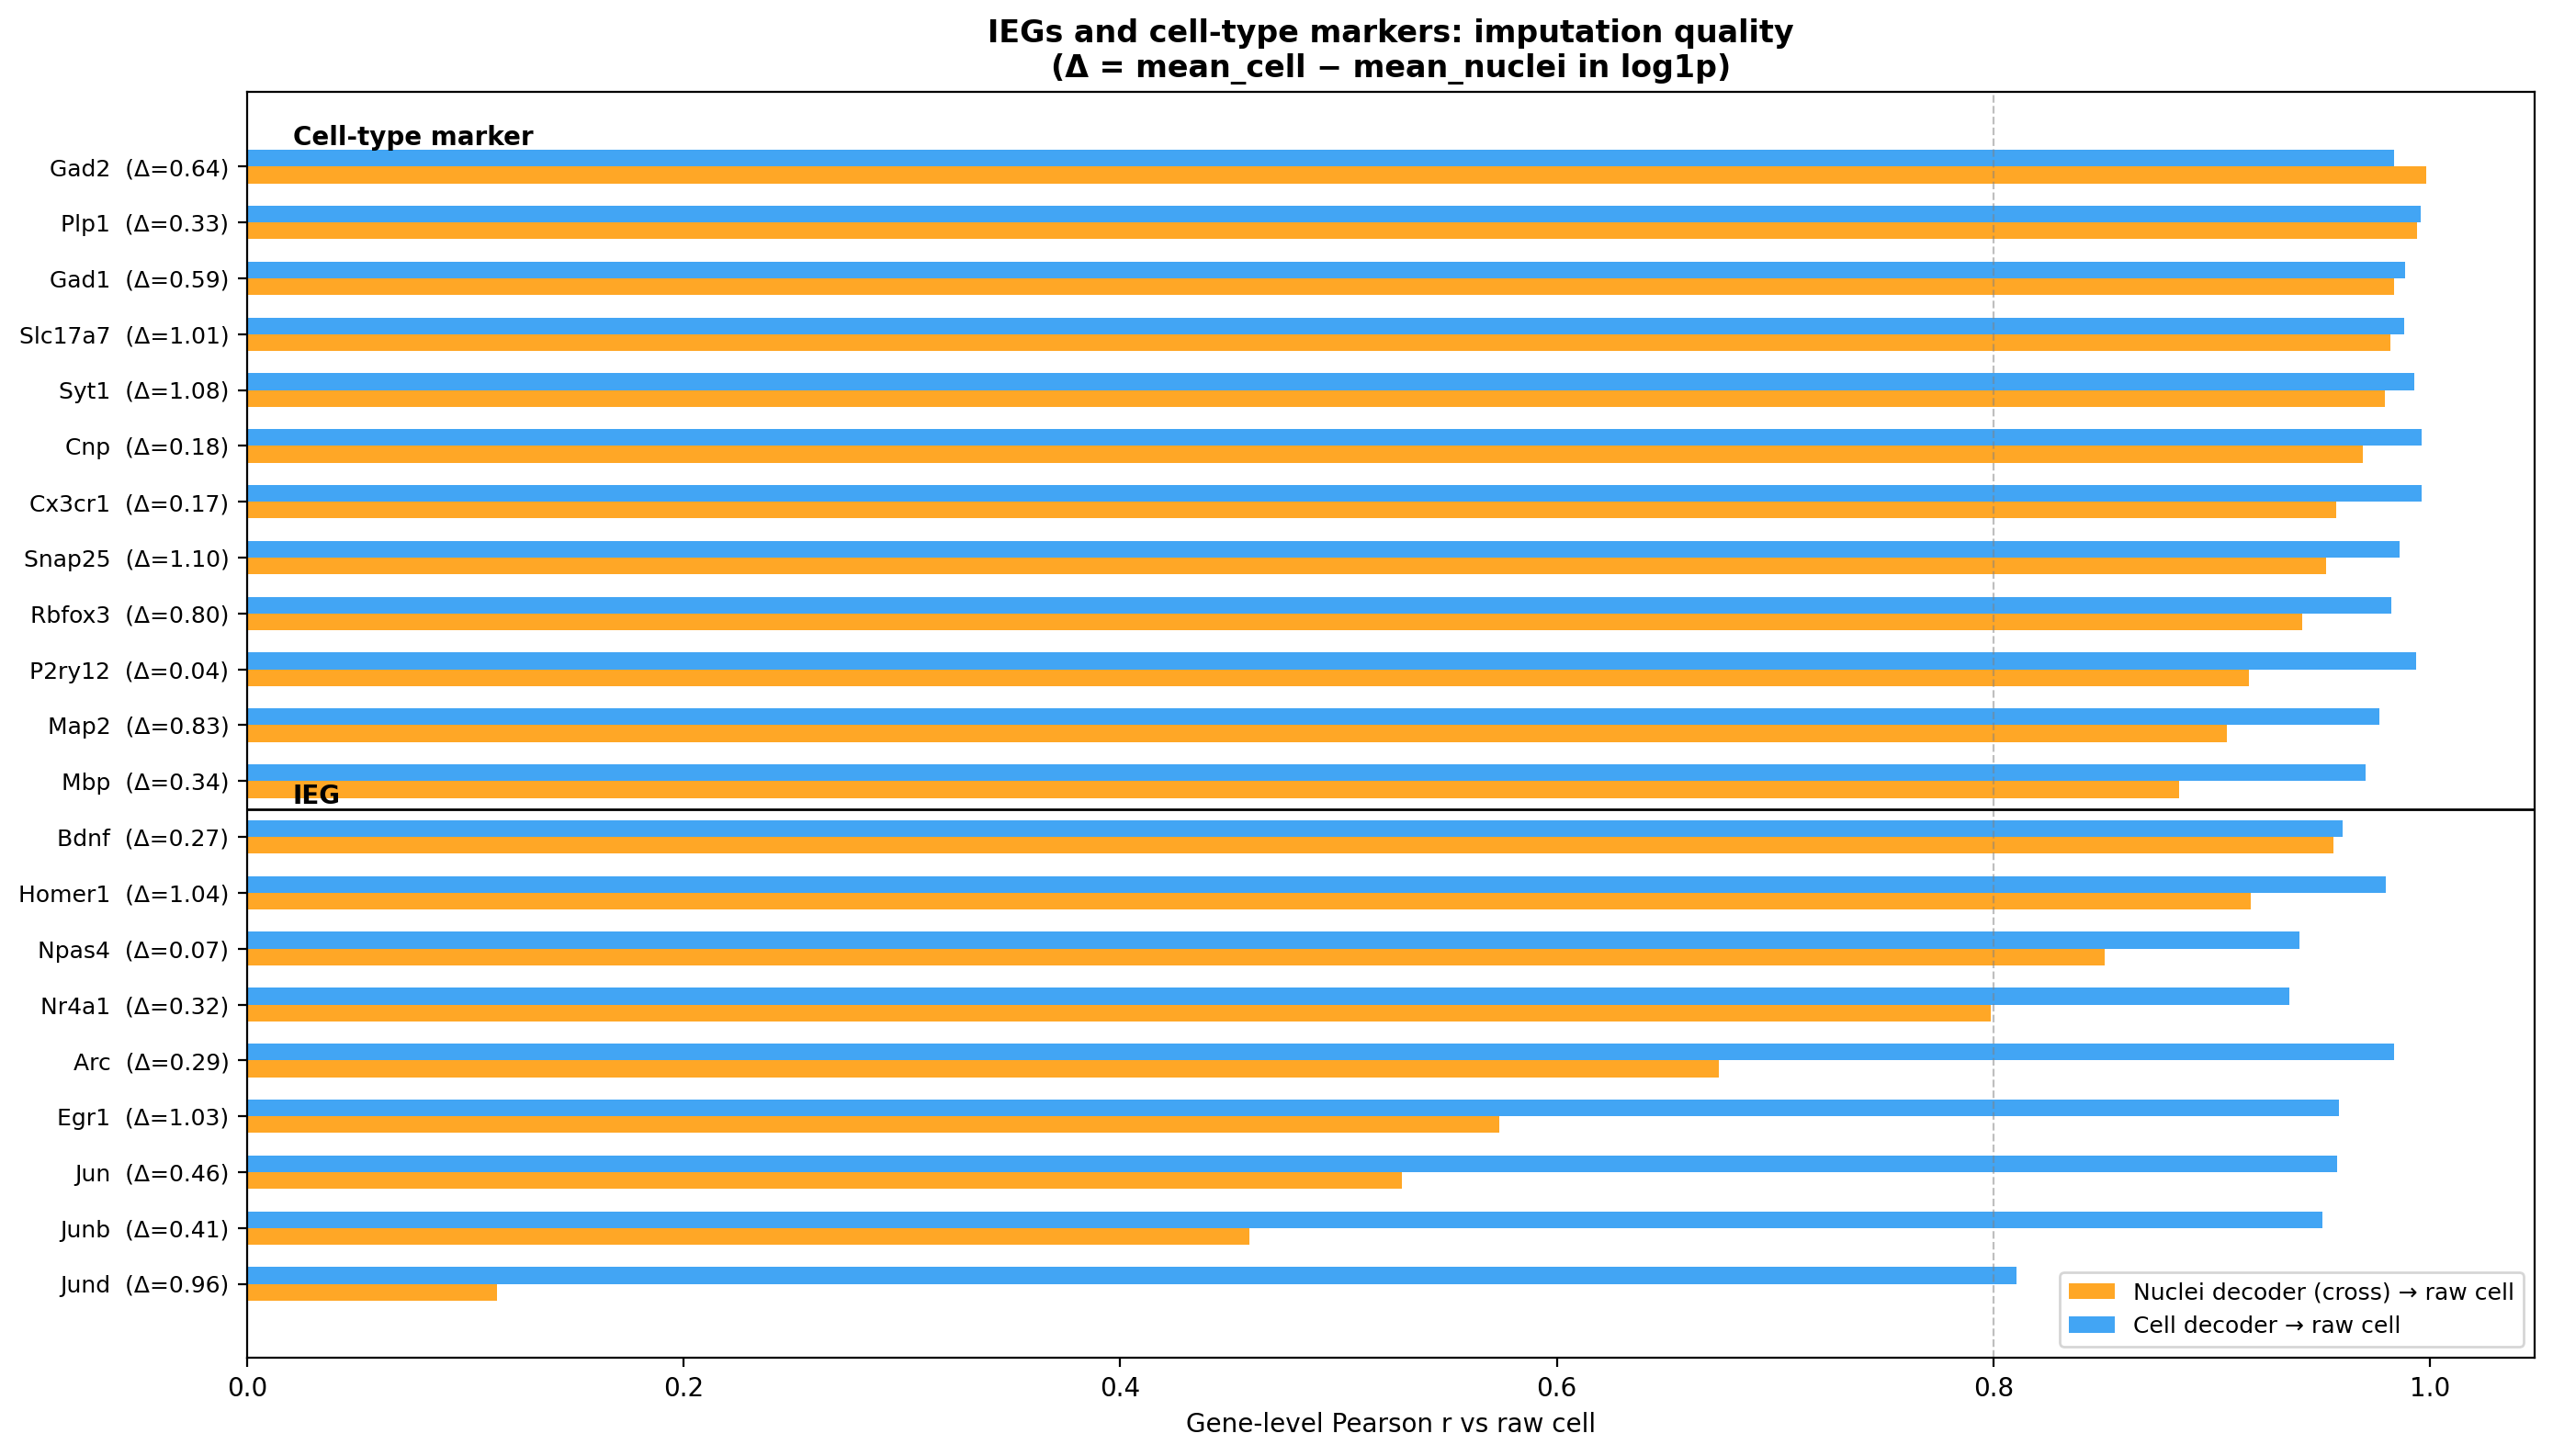 IEGs and cell-type markers: imputation quality
(Δ = mean_cell − mean_nuclei in log1p)
Cell-type marker
Gad2 (Δ=0.64)
Plp1 (Δ=0.33)
Gad1 (Δ=0.59)
Slc17a7 (Δ=1.01)
Syt1 (Δ=1.08)
Cnp (Δ=0.18)
Cx3cr1 (Δ=0.17)
Snap25 (Δ=1.10)
Rbfox3 (Δ=0.80)
P2ry12 (Δ=0.04)
Map2 (Δ=0.83)
Mbp (Δ=0.34)
IEG
Bdnf (Δ=0.27)
Homer1 (Δ=1.04)
Npas4 (Δ=0.07)
Nr4a1 (Δ=0.32)
Arc (Δ=0.29)
Egr1 (Δ=1.03)
Jun (Δ=0.46)
Junb (Δ=0.41)
Jund (Δ=0.96)
Nuclei decoder (cross) → raw cell
Cell decoder → raw cell
0.0 0.2 0.4 0.6 0.8 1.0
Gene-level Pearson r vs raw cell